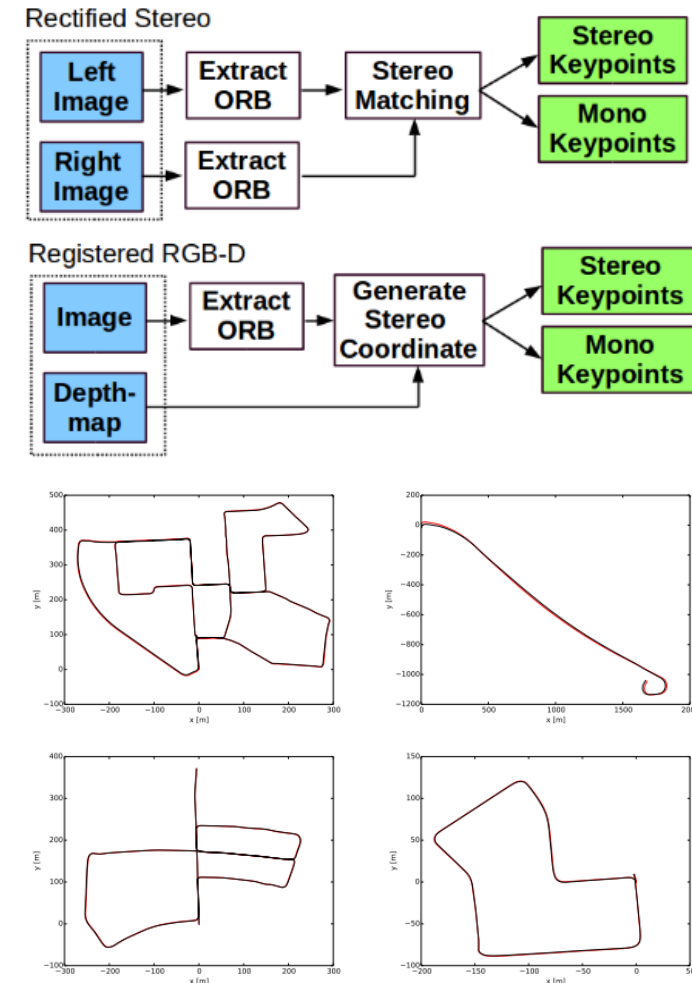 Rectified Stereo
Left
Image
Extract
ORB
Stereo
Matching
Stereo
Keypoints
Mono
Keypoints
Right
Image
Extract
ORB
Registered RGB-D
Image
Extract
ORB
Generate
Stereo
Coordinate
Stereo
Keypoints
Mono
Keypoints
Depth-
map
500
400
300
200
100
0
−100
y [m]
−300
−200
−100
0
100
200
300
x [m]
200
0
−200
−400
−600
−800
−1000
−1200
y [m]
0
500
1000
1500
200
x [m]
400
300
200
100
0
−100
y [m]
−300
−200
−100
0
100
200
300
x [m]
150
100
50
0
−50
−100
y [m]
−200
−150
−100
−50
0
50
x [m]